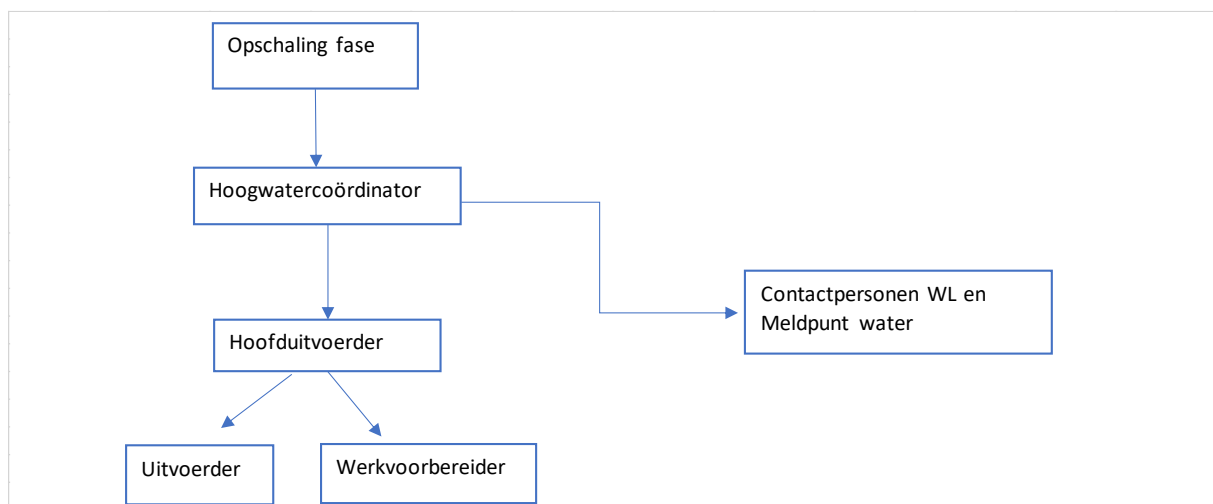 Opschaling fase
Hoogwatercoördinator
Contactpersonen WL en
Meldpunt water
Hoofduitvoerder
Uitvoerder
Werkvoorbereider